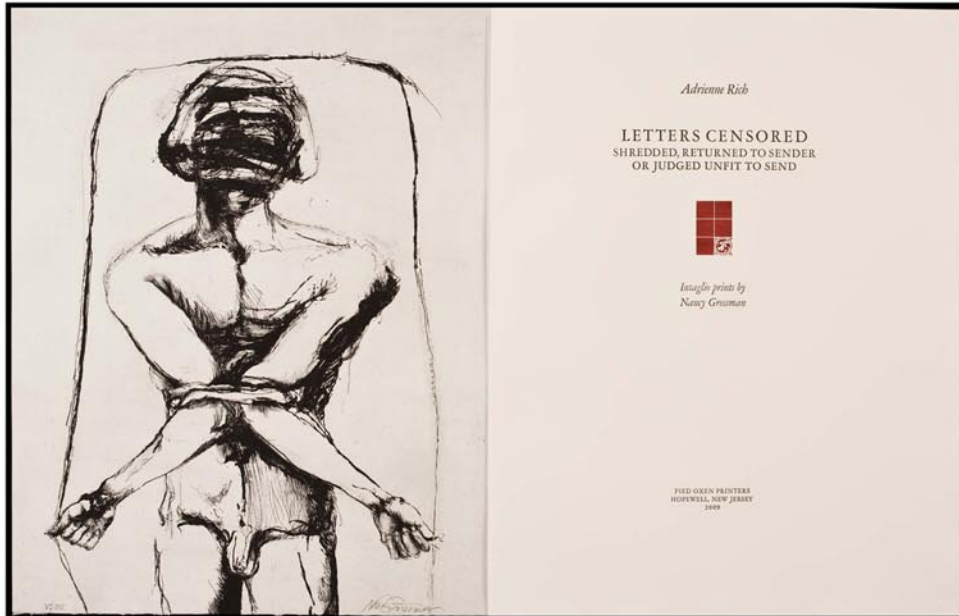 Adrienne Rich
LETTERS CENSORED
SHREDDED, RETURNED TO SENDER
OR JUDGED UNFIT TO SEND
Intaglio prints by
Nancy Grossman
PIED OXEN PRINTERS
HOPEWELL, NEW JERSEY
2009